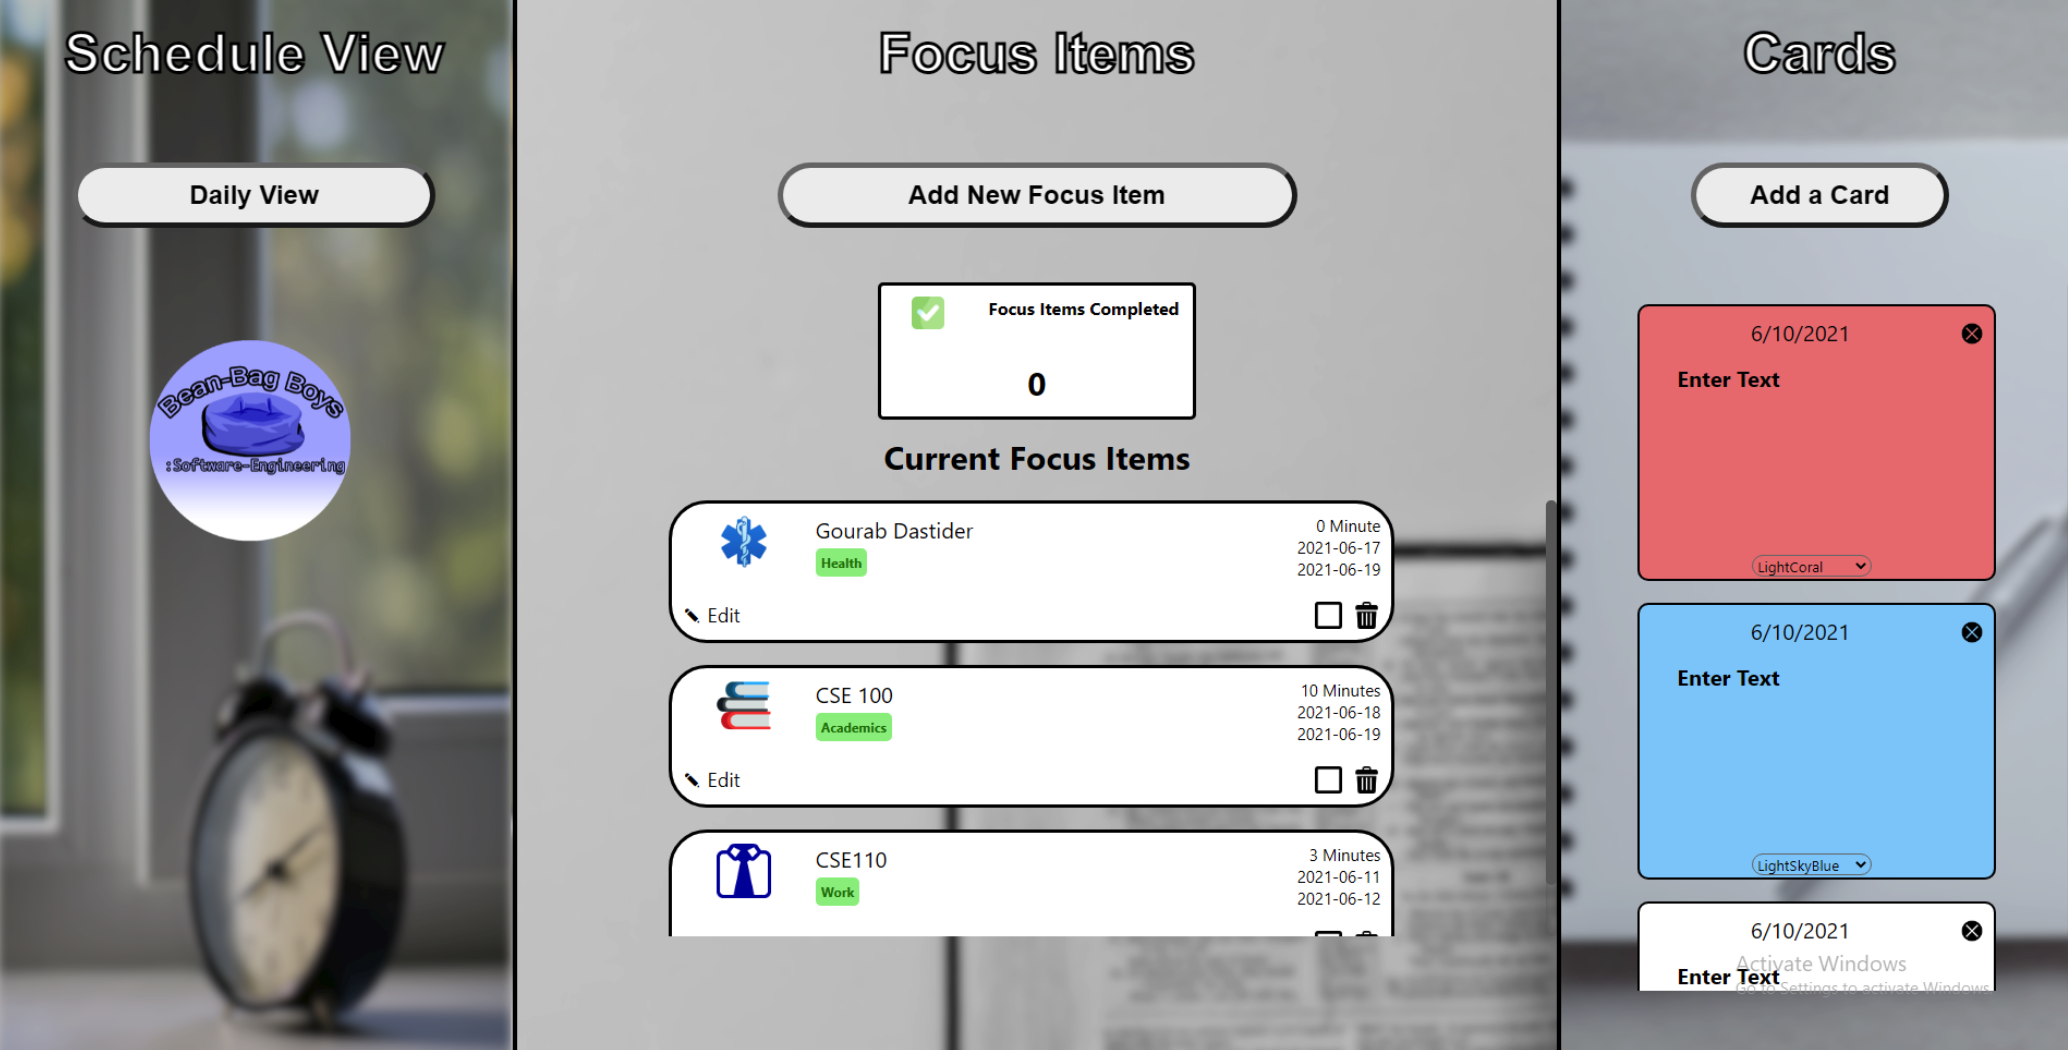 Schedule View
Daily View
Bean-Bag Boys
:Software-Engineering
Focus Items
Add New Focus Item
Focus Items Completed
0
Current Focus Items
Gourab Dastider
Health
0 Minute
2021-06-17
2021-06-19
Edit
CSE 100
Academics
10 Minutes
2021-06-18
2021-06-19
Edit
CSE110
Work
3 Minutes
2021-06-11
2021-06-12
Cards
Add a Card
6/10/2021
Enter Text
LightCoral
6/10/2021
Enter Text
LightSkyBlue
6/10/2021
Enter Text
Activate Windows
Go to Settings to activate Windows